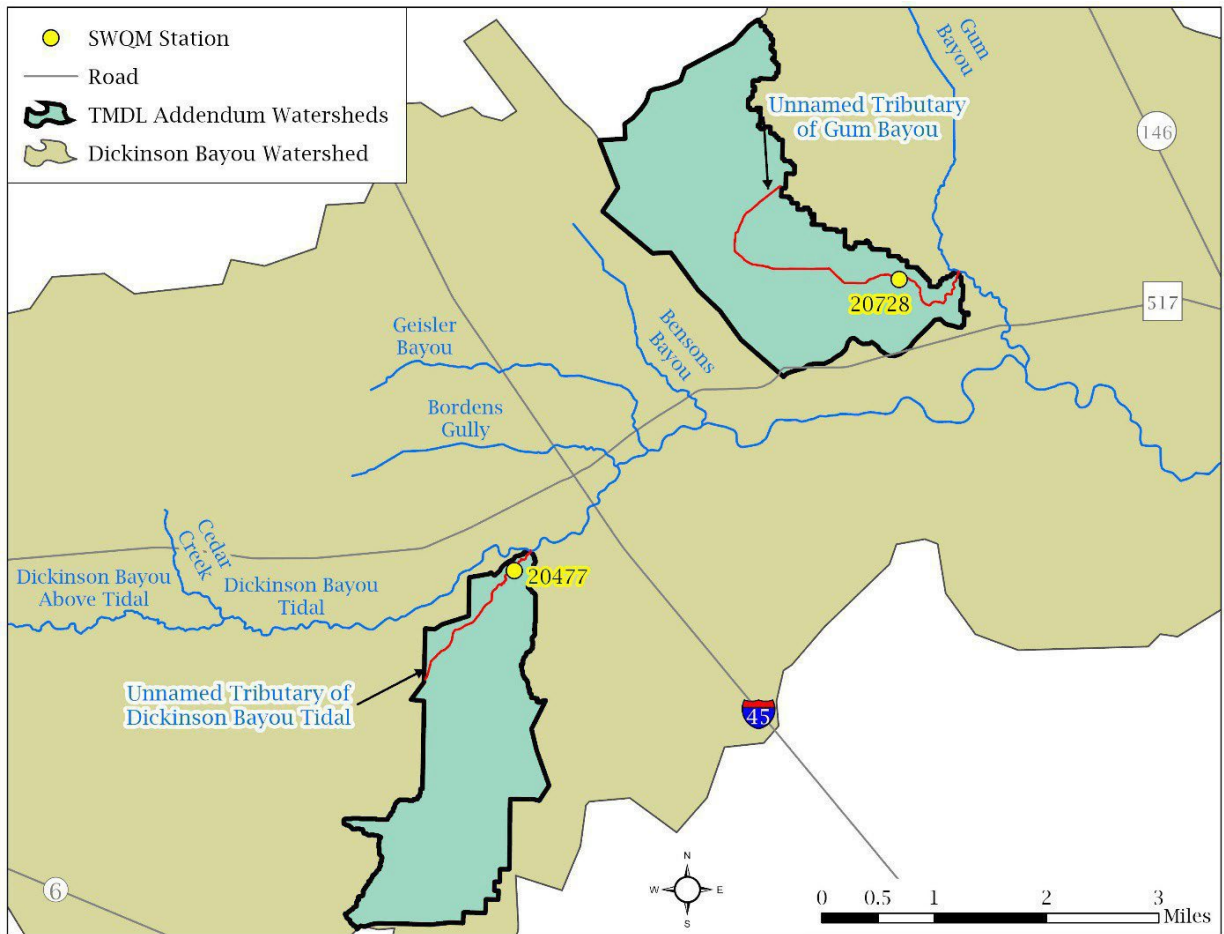 SWQM Station
Road
TMDL Addendum Watersheds
Dickinson Bayou Watershed
Gum
Bayou
Unnamed Tributary
of Gum Bayou
146
20728
517
Geisler
Bayou
Bensons
Bayou
Bordens
Gully
Cedar
Creek
Dickinson Bayou
Above Tidal
Dickinson Bayou
Tidal
20477
Unnamed Tributary of
Dickinson Bayou Tidal
45
6
N
W
E
S
0 0.5 1 2 3
Miles